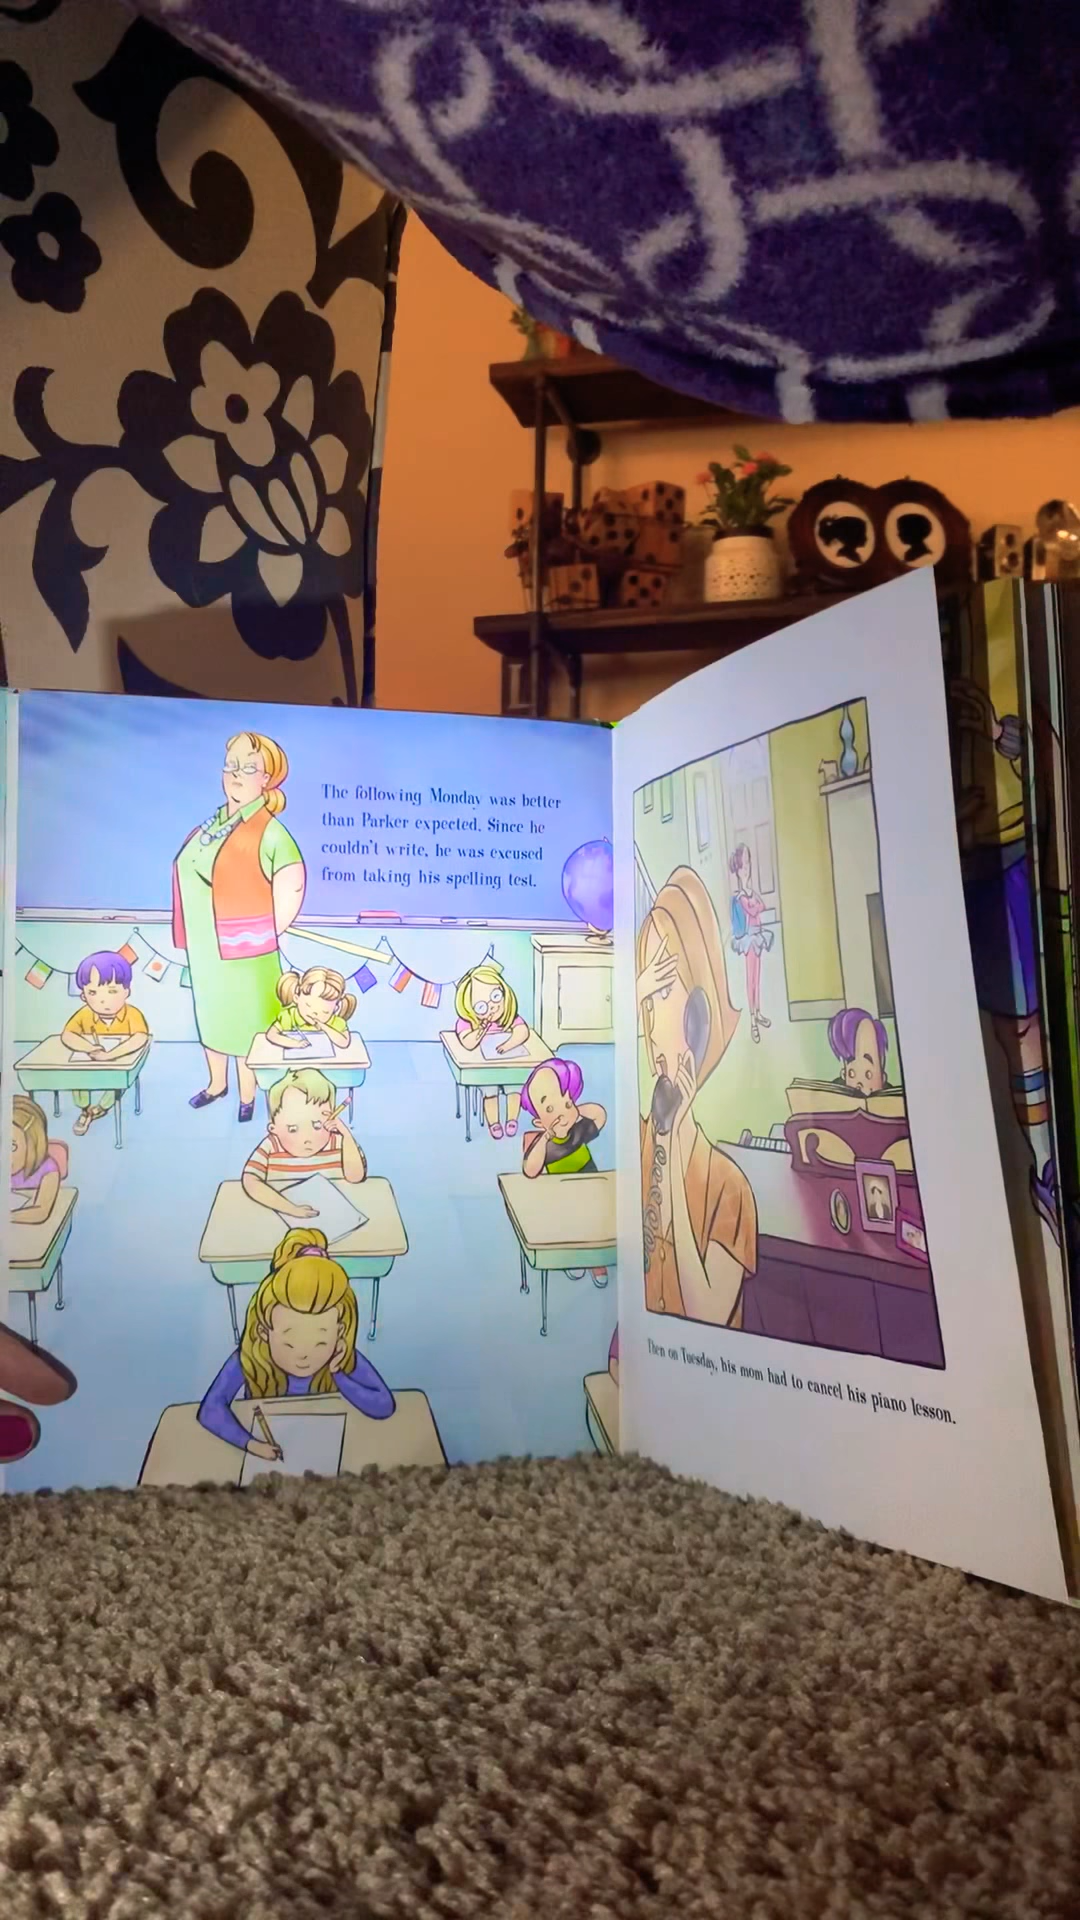 The following Monday was better
than Parker expected. Since he
couldn't write, he was excused
from taking his spelling test.
Then on Tuesday, his mom had to cancel his piano lesson.